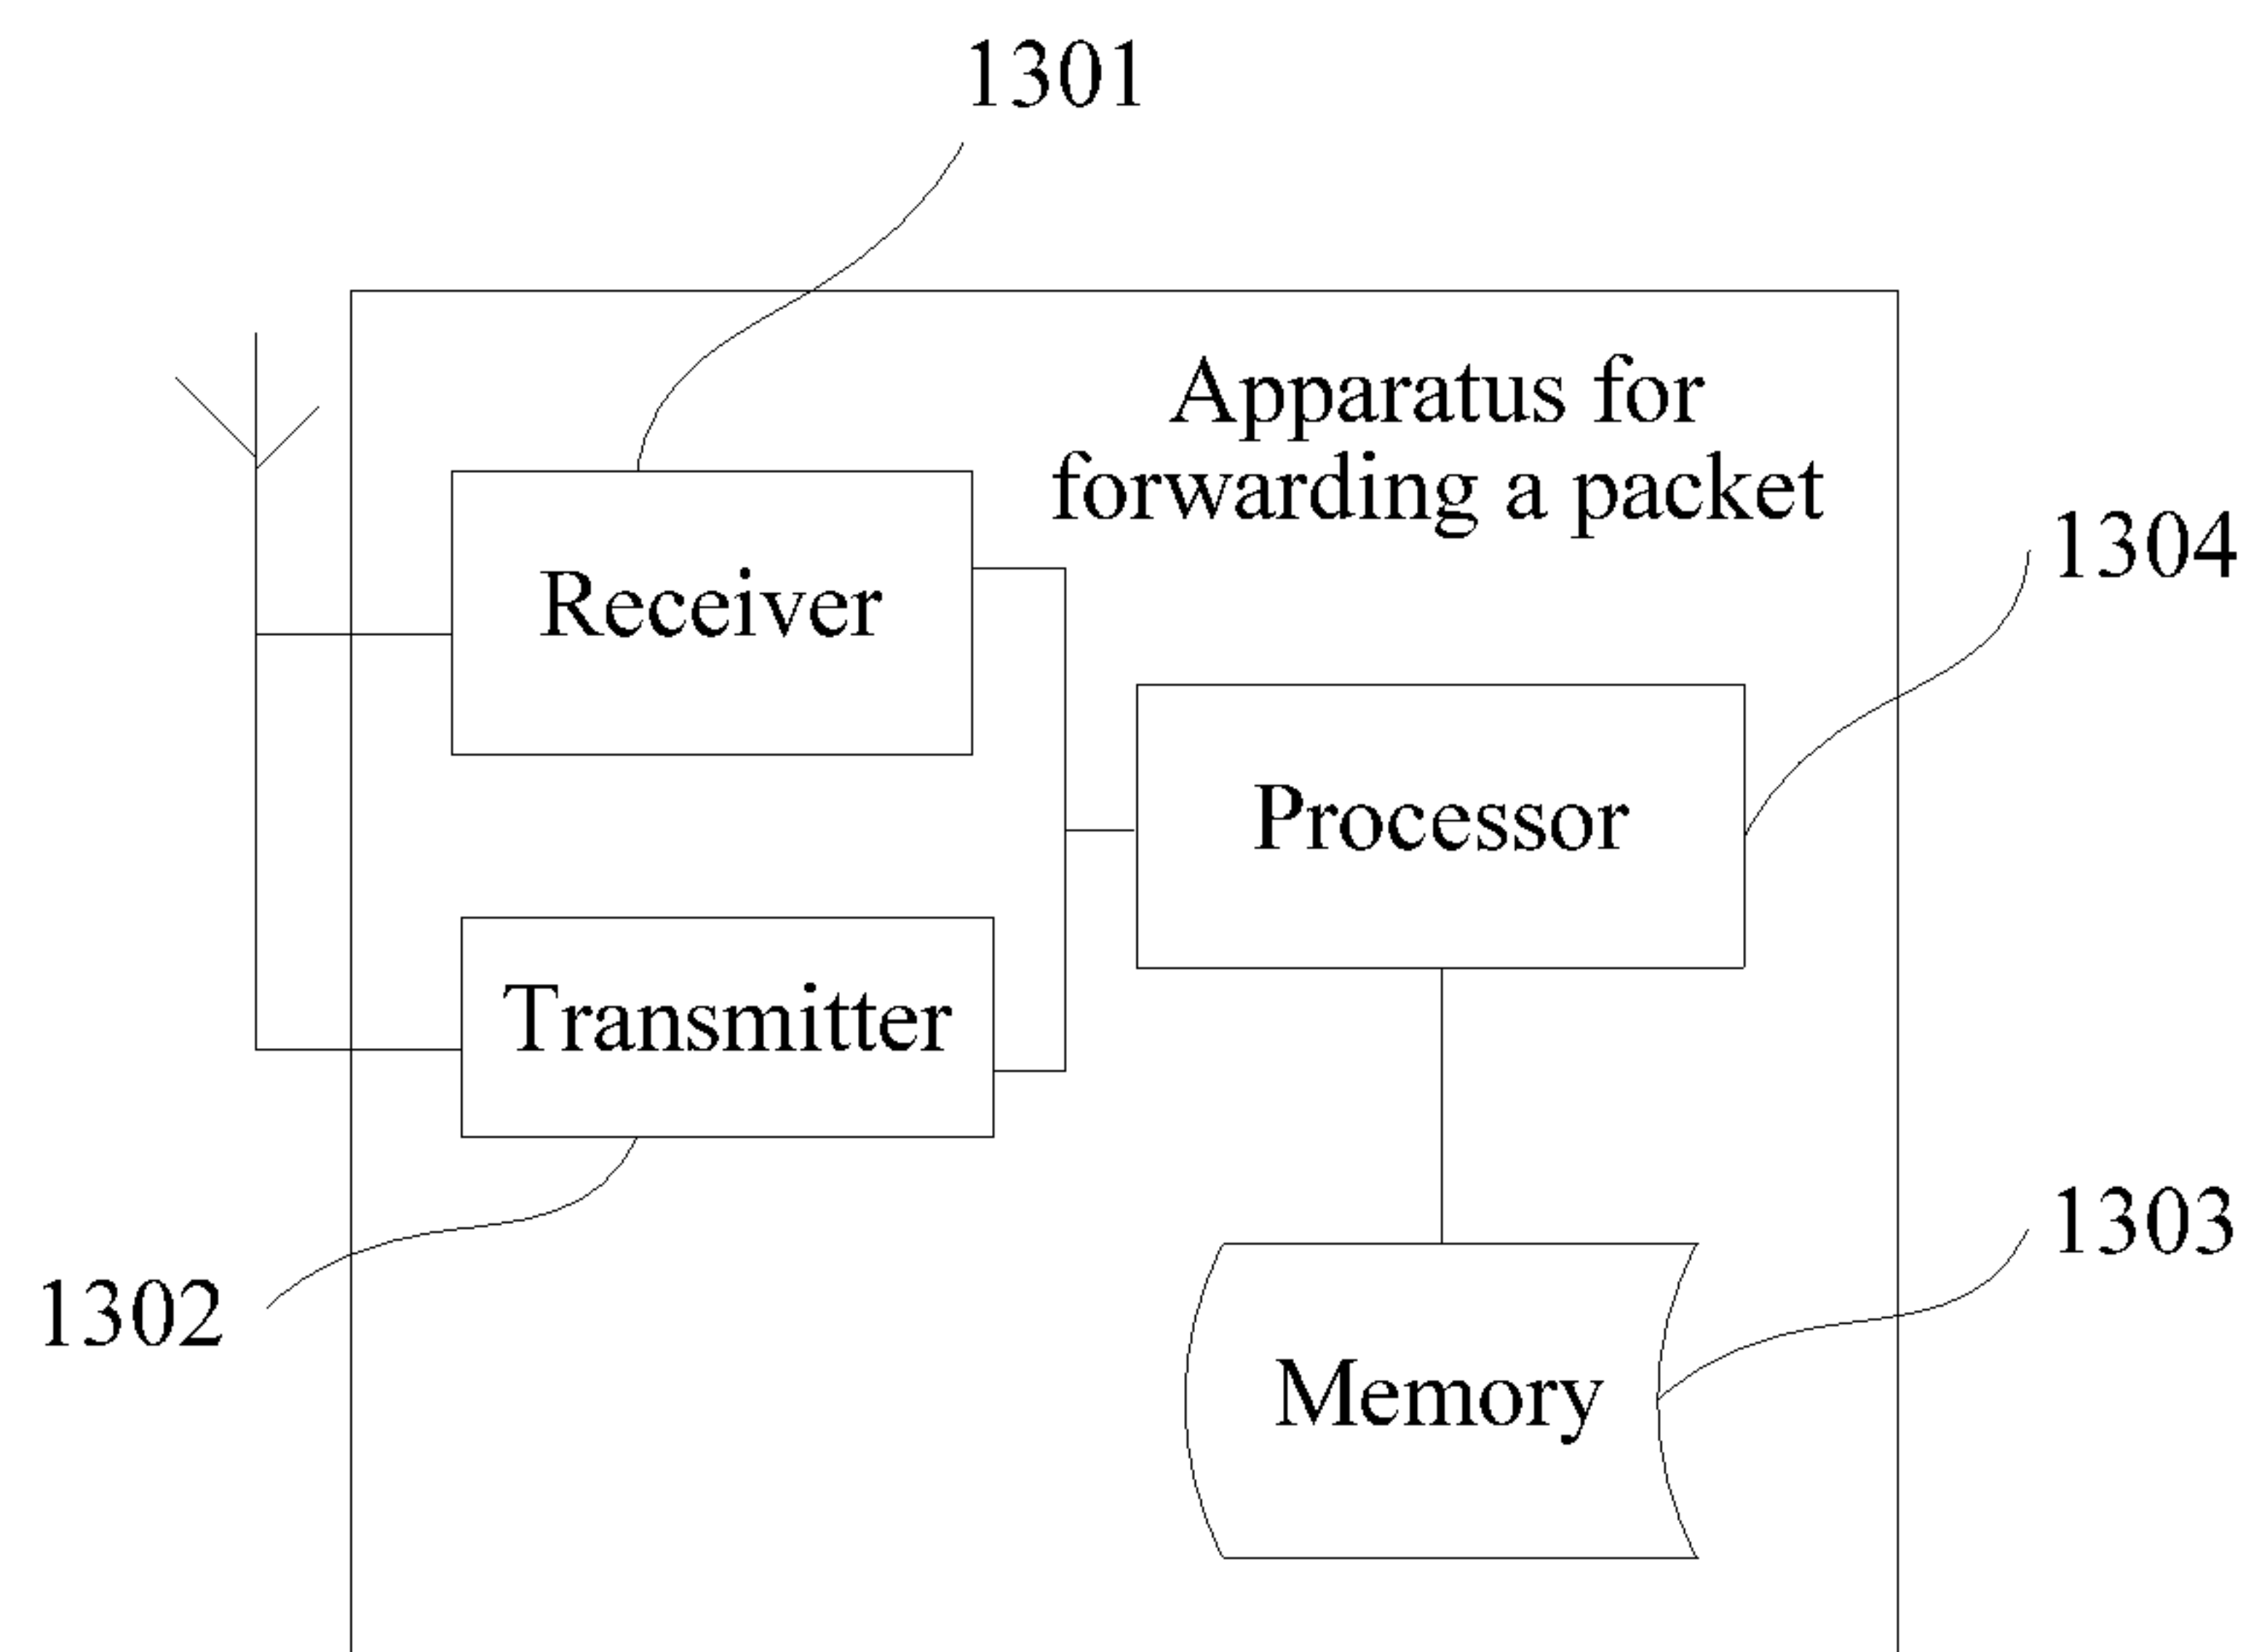 1301
Apparatus for
forwarding a packet
1304
Receiver
Processor
Transmitter
1303
1302
Memory